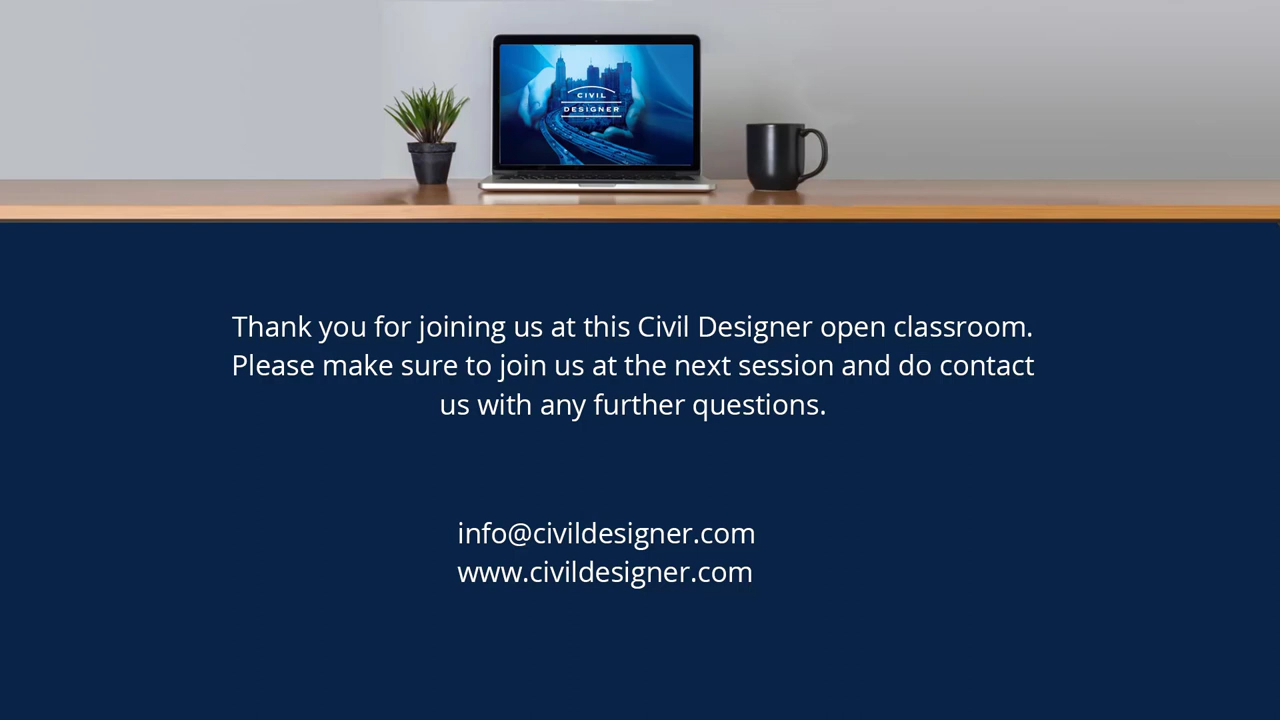 CIVIL
DESIGNER
Thank you for joining us at this Civil Designer open classroom.
Please make sure to join us at the next session and do contact
us with any further questions.
info@civildesigner.com
www.civildesigner.com